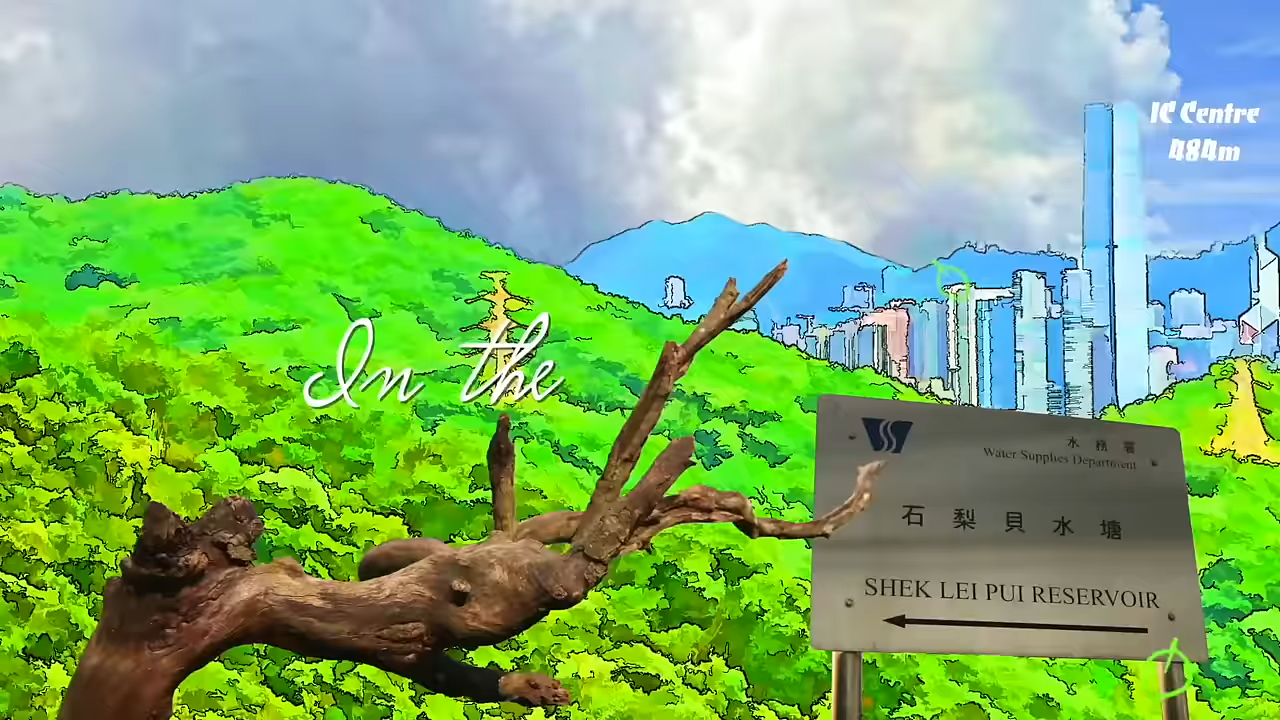 IC Centre
484m
In the
水務署
Water Supplies Department
石梨貝水塘
SHEK LEI PUI RESERVOIR